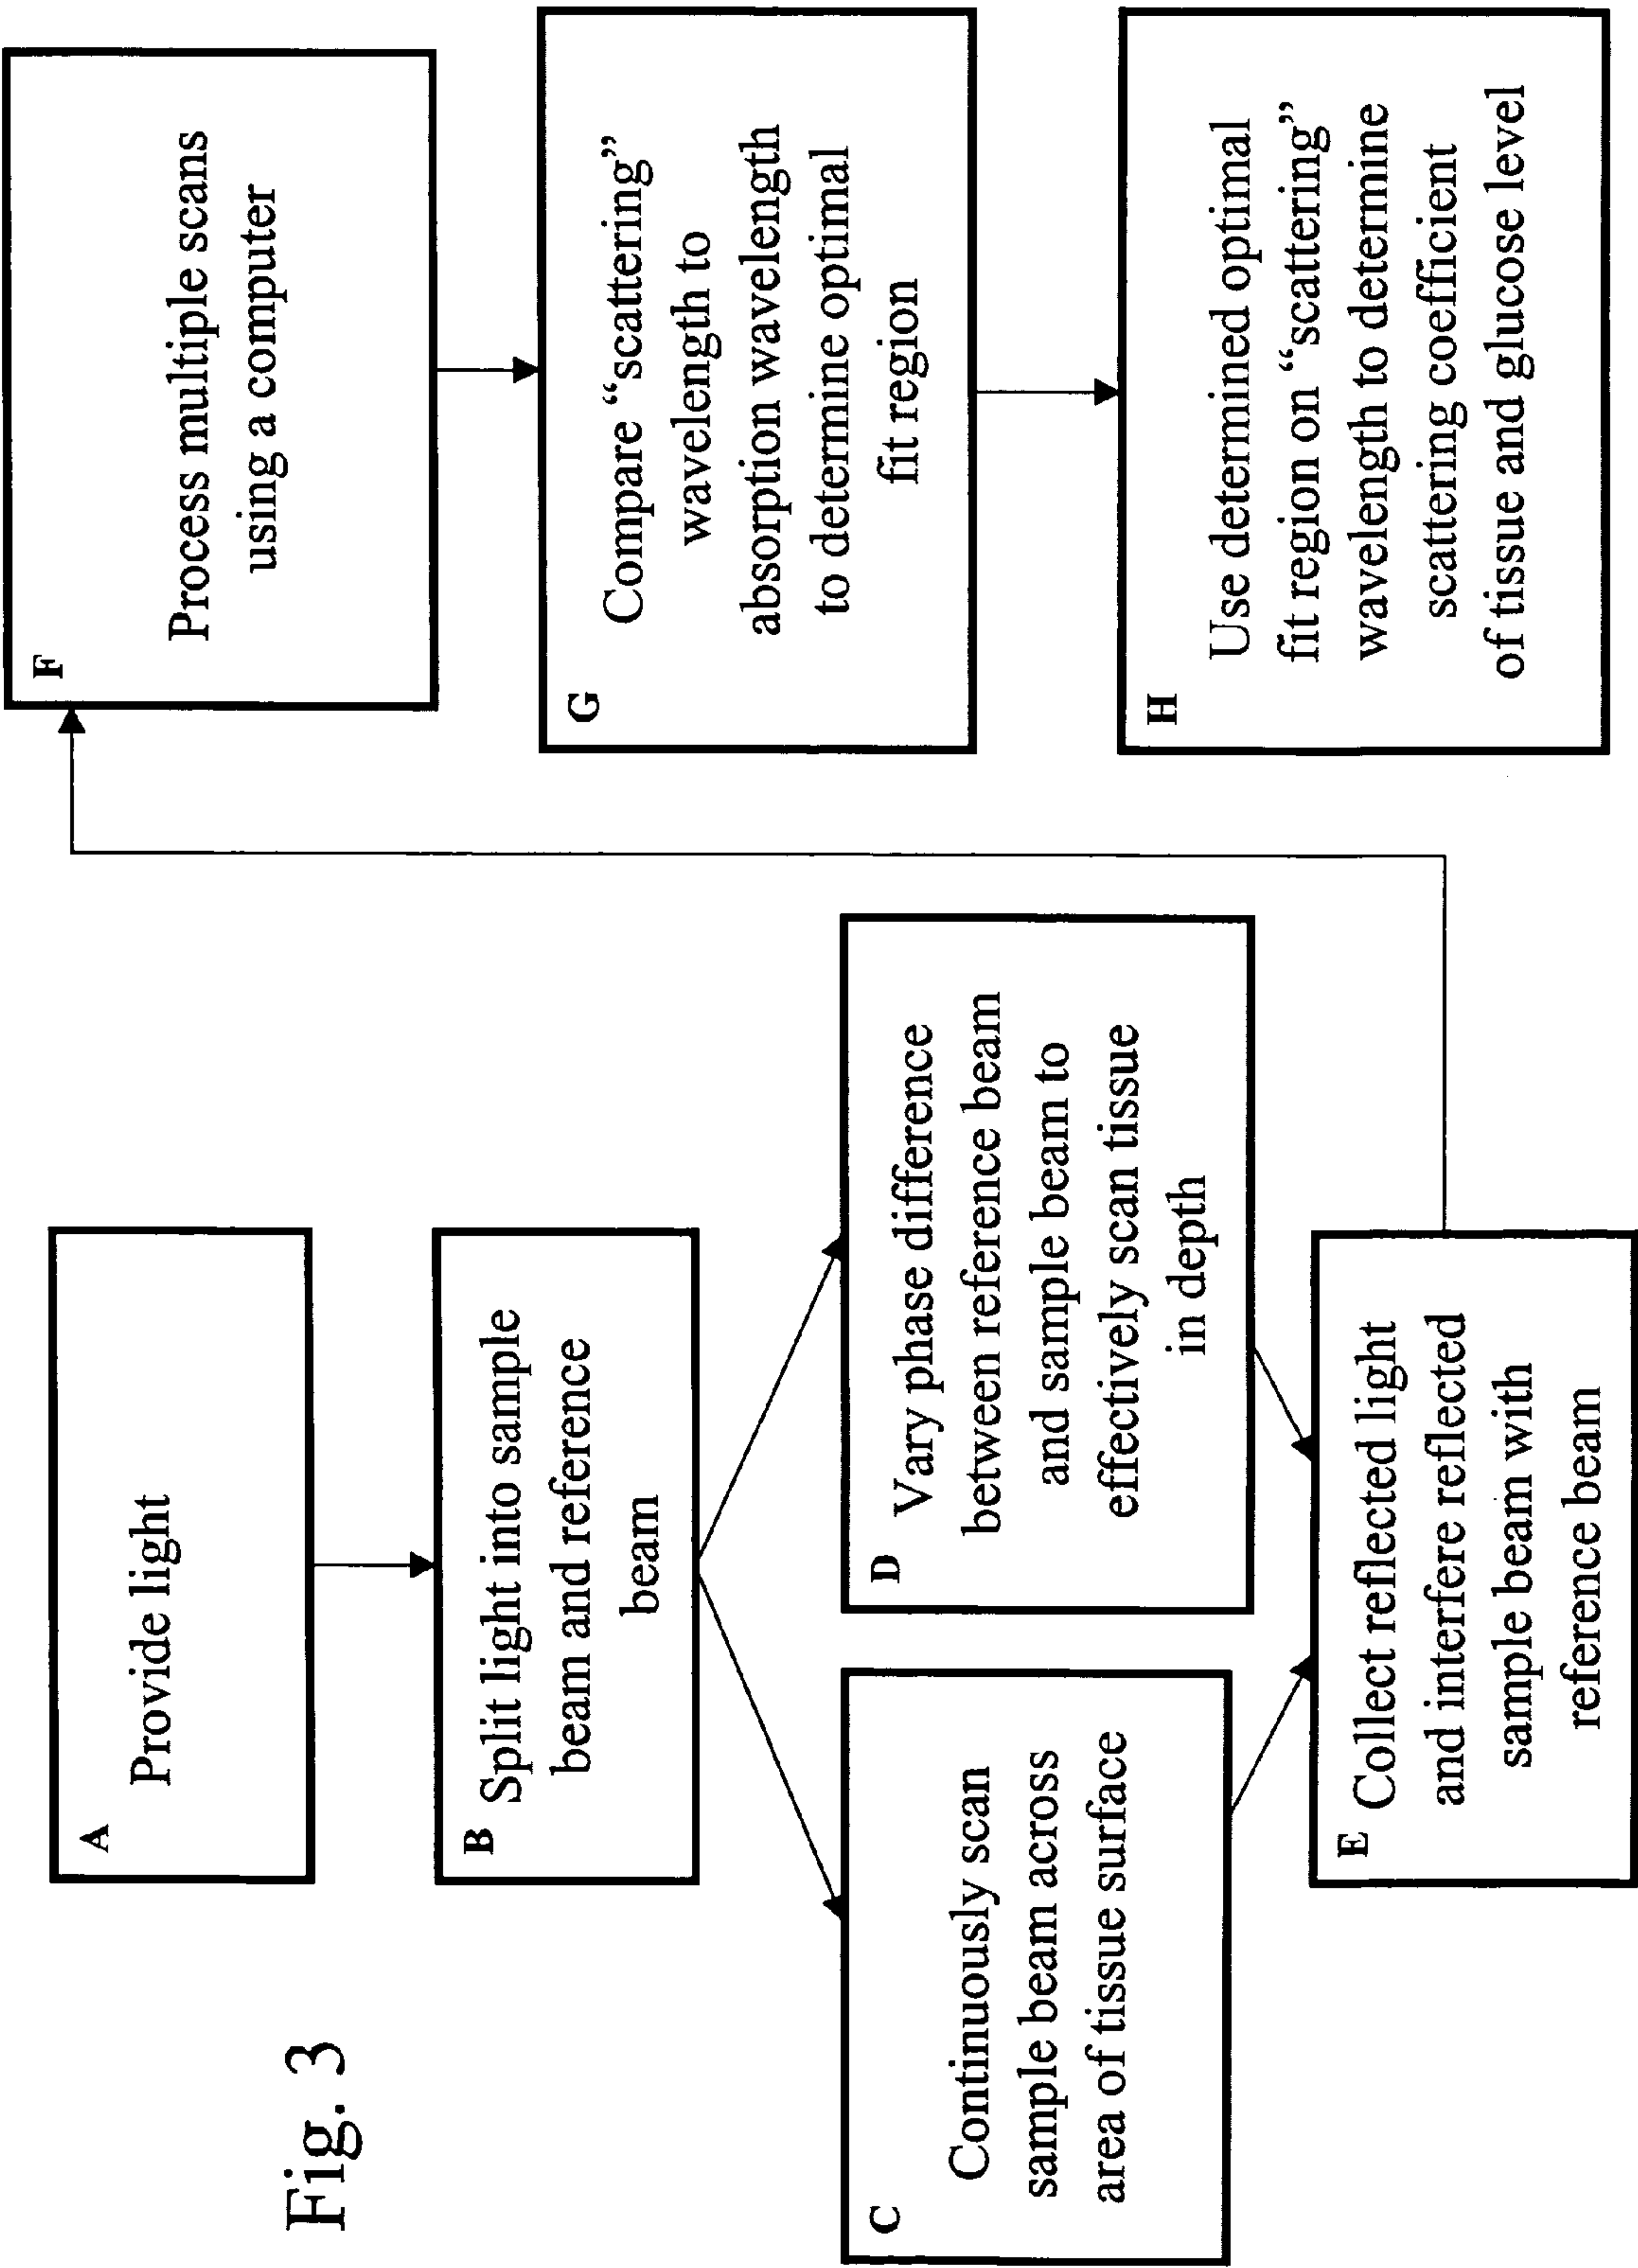 Fig. 3
A
Provide light
B
Split light into sample
beam and reference
beam
C
Continuously scan
sample beam across
area of tissue surface
D
Vary phase difference
between reference beam
and sample beam to
effectively scan tissue
in depth
E
Collect reflected light
and interfere reflected
sample beam with
reference beam
F
Process multiple scans
using a computer
G
Compare “scattering”
wavelength to
absorption wavelength
to determine optimal
fit region
H
Use determined optimal
fit region on “scattering”
wavelength to determine
scattering coefficient
of tissue and glucose level